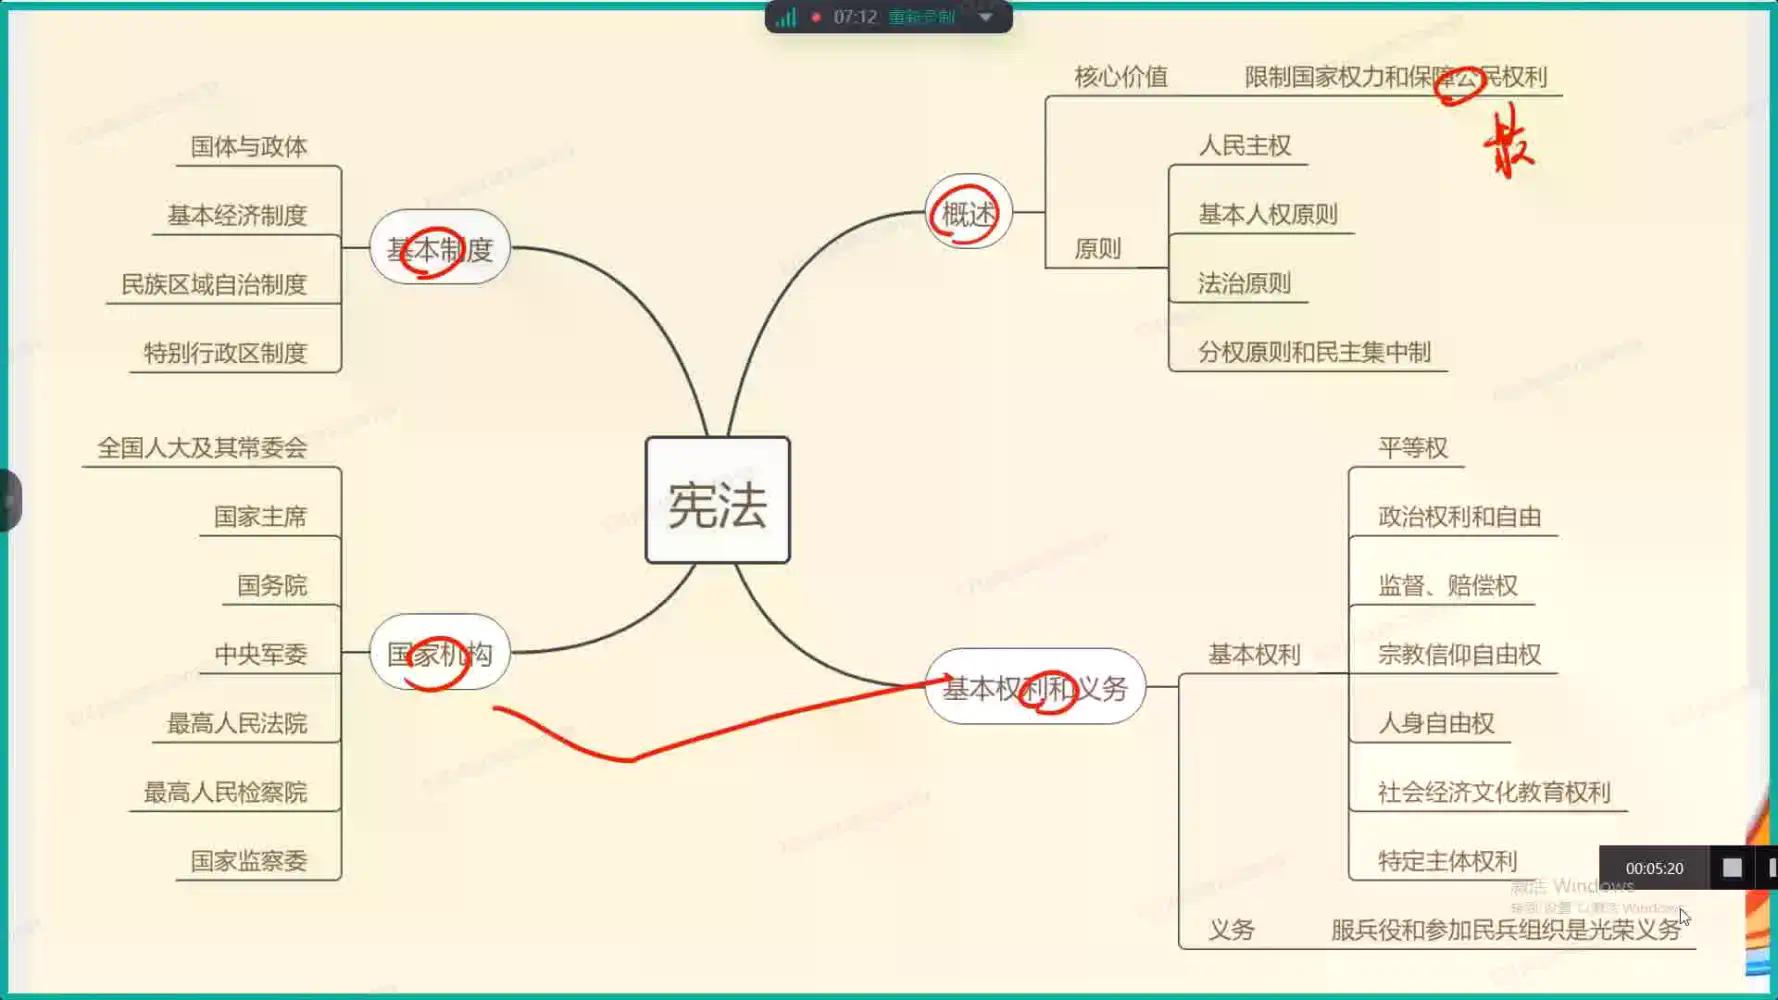 07:12 重新录制
核心价值
限制国家权力和保障公民权利
国体与政体
人民主权
基本经济制度
概述
基本人权原则
基本制度
原则
民族区域自治制度
法治原则
特别行政区制度
分权原则和民主集中制
全国人大及其常委会
平等权
宪法
国家主席
政治权利和自由
国务院
监督、赔偿权
国家机构
中央军委
基本权利
宗教信仰自由权
基本权利和义务
最高人民法院
人身自由权
最高人民检察院
社会经济文化教育权利
国家监察委
特定主体权利
00:05:20
激活 Windows
义务
服兵役和参加民兵组织是光荣义务